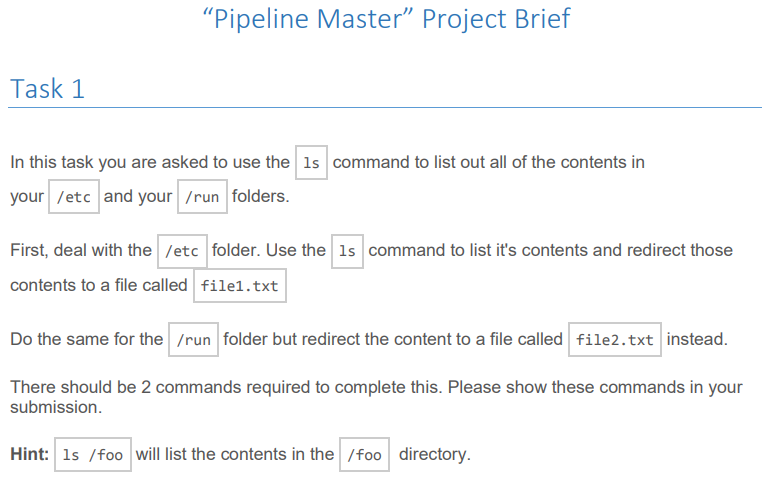 “Pipeline Master” Project Brief
Task 1
In this task you are asked to use the ls command to list out all of the contents in
your /etc and your /run folders.
First, deal with the /etc folder. Use the ls command to list it's contents and redirect those
contents to a file called file1.txt
Do the same for the /run folder but redirect the content to a file called file2.txt instead.
There should be 2 commands required to complete this. Please show these commands in your
submission.
Hint: ls /foo will list the contents in the /foo directory.